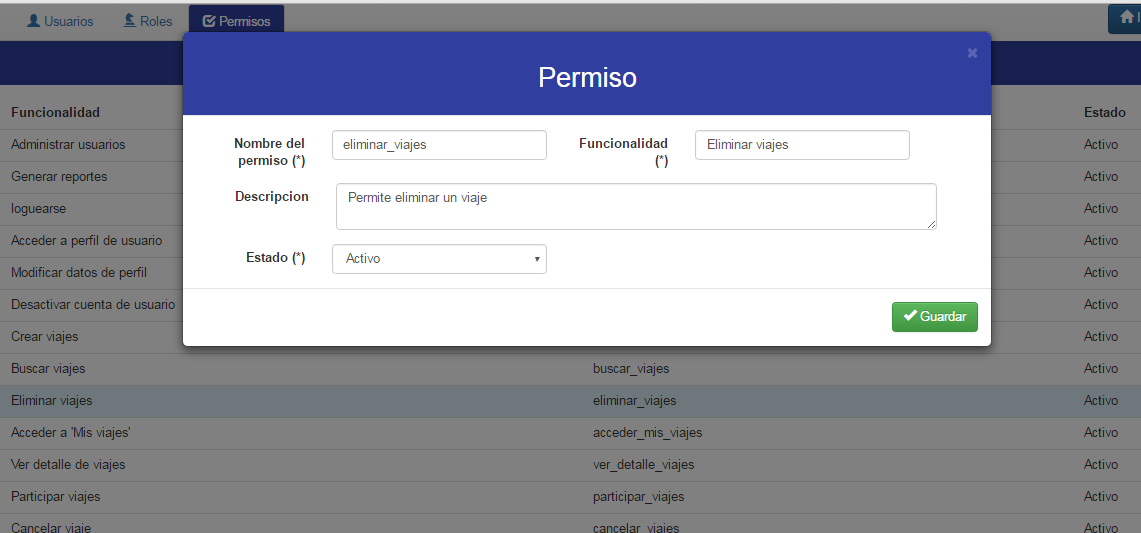 Usuarios Roles Permisos
Permiso
×
Funcionalidad Estado
Administrar usuarios Activo
Generar reportes Activo
loguearse Activo
Acceder a perfil de usuario Activo
Modificar datos de perfil Activo
Desactivar cuenta de usuario Activo
Crear viajes Activo
Nombre del permiso (*) eliminar_viajes Funcionalidad (*) Eliminar viajes
Descripcion Permite eliminar un viaje
Estado (*) Activo
Guardar
Buscar viajes buscar_viajes Activo
Eliminar viajes eliminar_viajes Activo
Acceder a 'Mis viajes' acceder_mis_viajes Activo
Ver detalle de viajes ver_detalle_viajes Activo
Participar viajes participar_viajes Activo
Cancelar viaje cancelar_viajes Activo